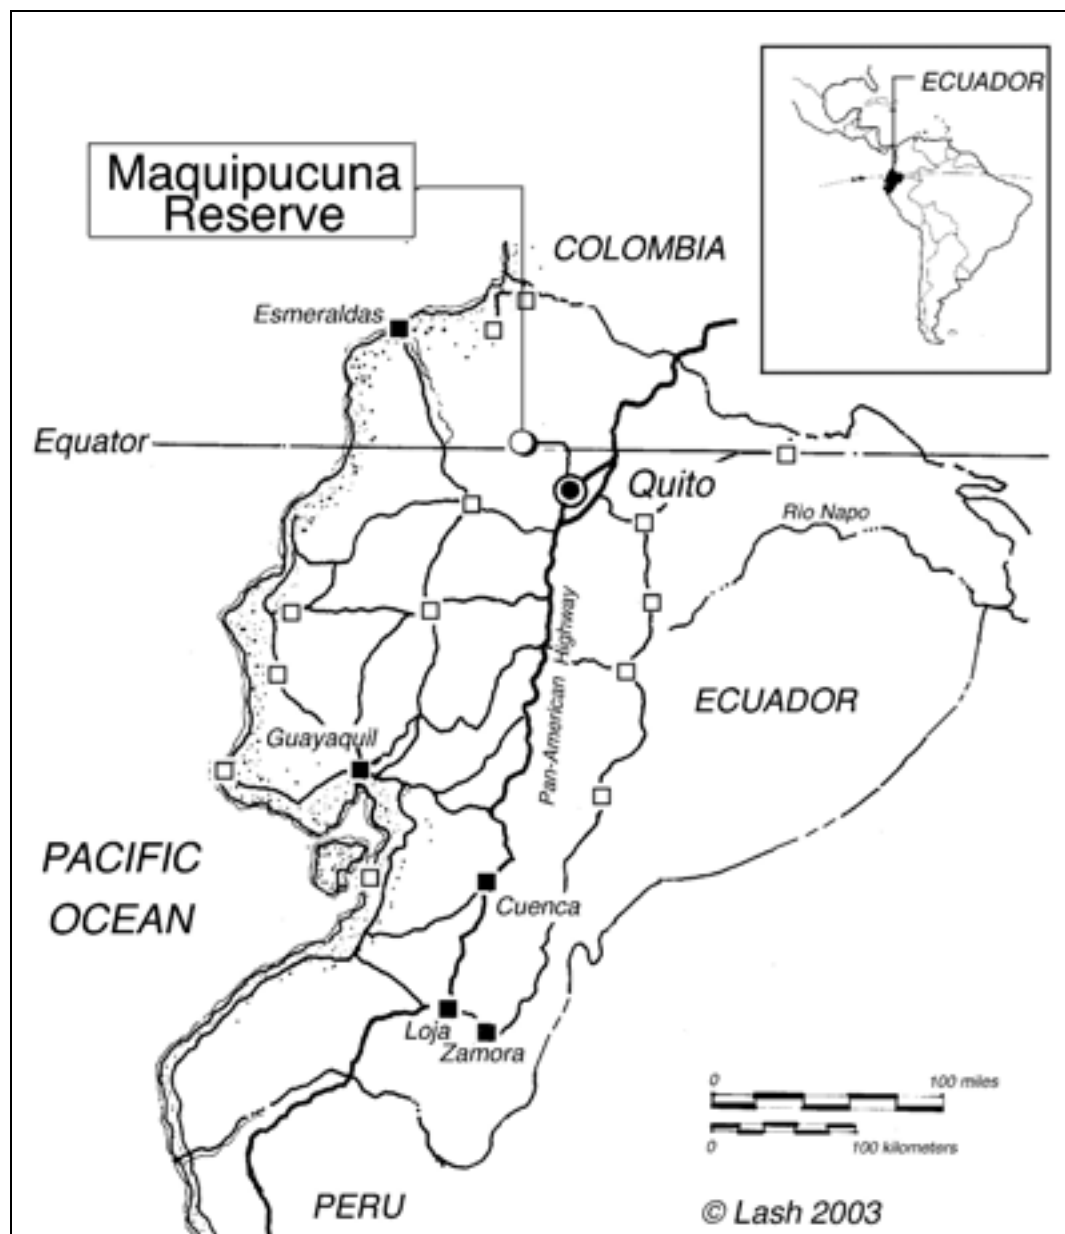 ECUADOR
Maquipucuna
Reserve
COLOMBIA
Esmeraldas
Equator
Quito
Rio Napo
Pan-American Highway
ECUADOR
Guayaquil
PACIFIC
OCEAN
Cuenca
Loja
Zamora
0
100 miles
0
100 kilometers
PERU
© Lash 2003